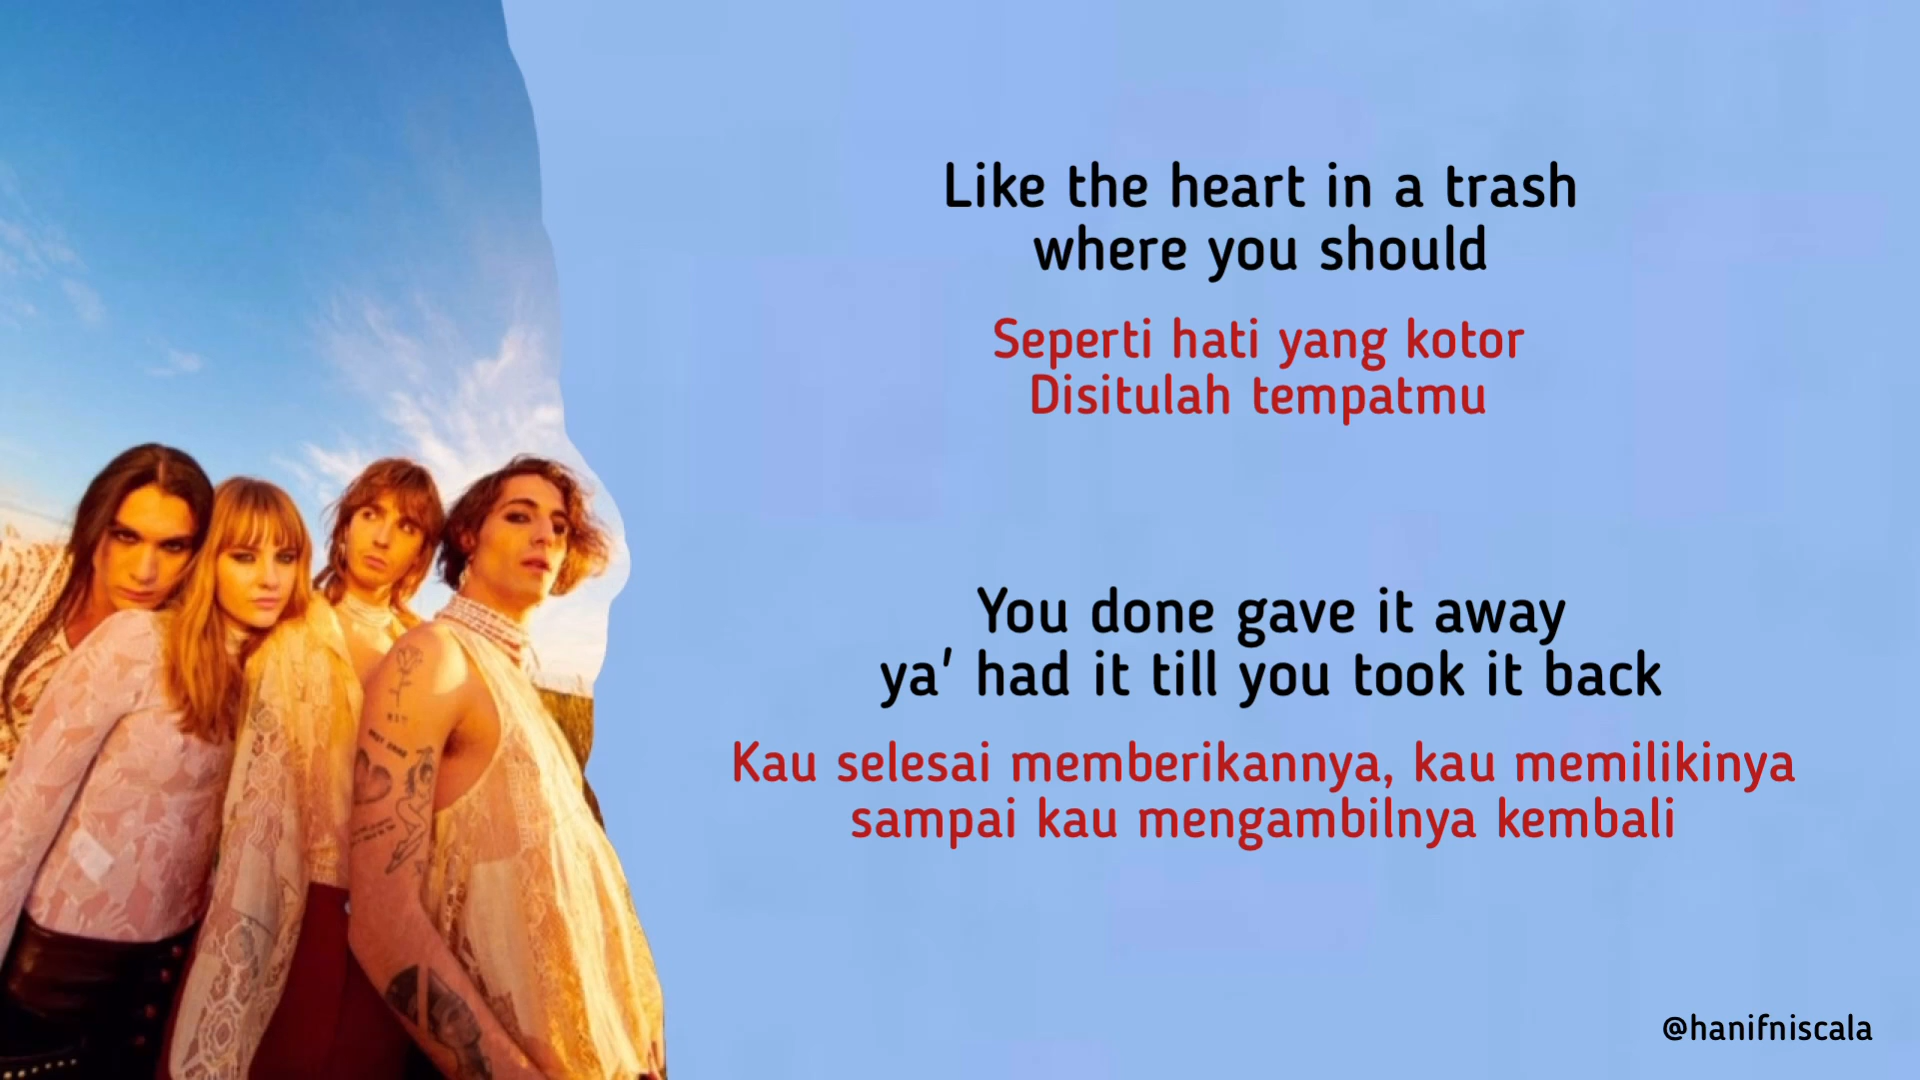 Like the heart in a trash
where you should
Seperti hati yang kotor
Disitulah tempatmu
You done gave it away
ya' had it till you took it back
Kau selesai memberikannya, kau memilikinya
sampai kau mengambilnya kembali
@hanifniscala